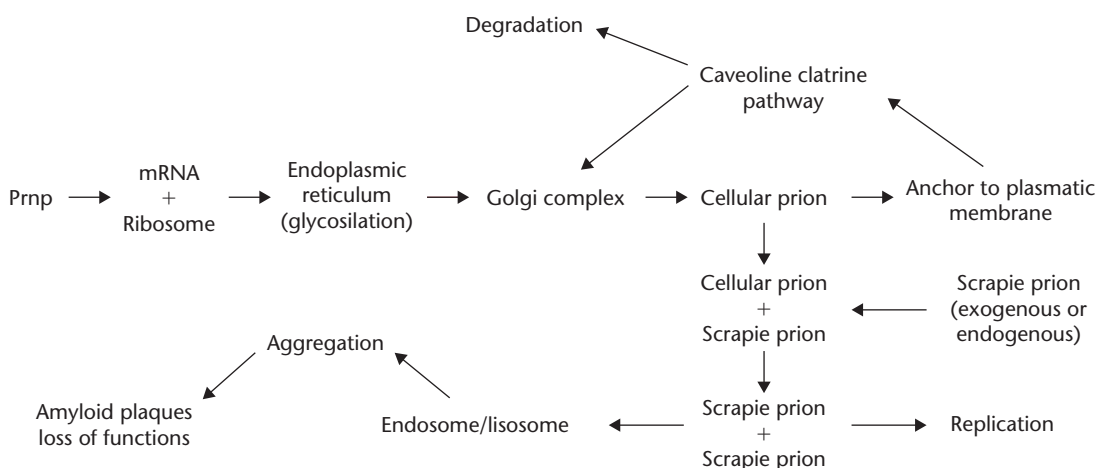 Degradation
Caveoline clatrine
pathway
Prnp
mRNA
+
Ribosome
Endoplasmic
reticulum
(glycosilation)
Golgi complex
Cellular prion
Anchor to plasmatic
membrane
Cellular prion
+
Scrapie prion
Scrapie prion
(exogenous or
endogenous)
Aggregation
Amyloid plaques
loss of functions
Endosome/lisosome
Scrapie prion
+
Scrapie prion
Replication